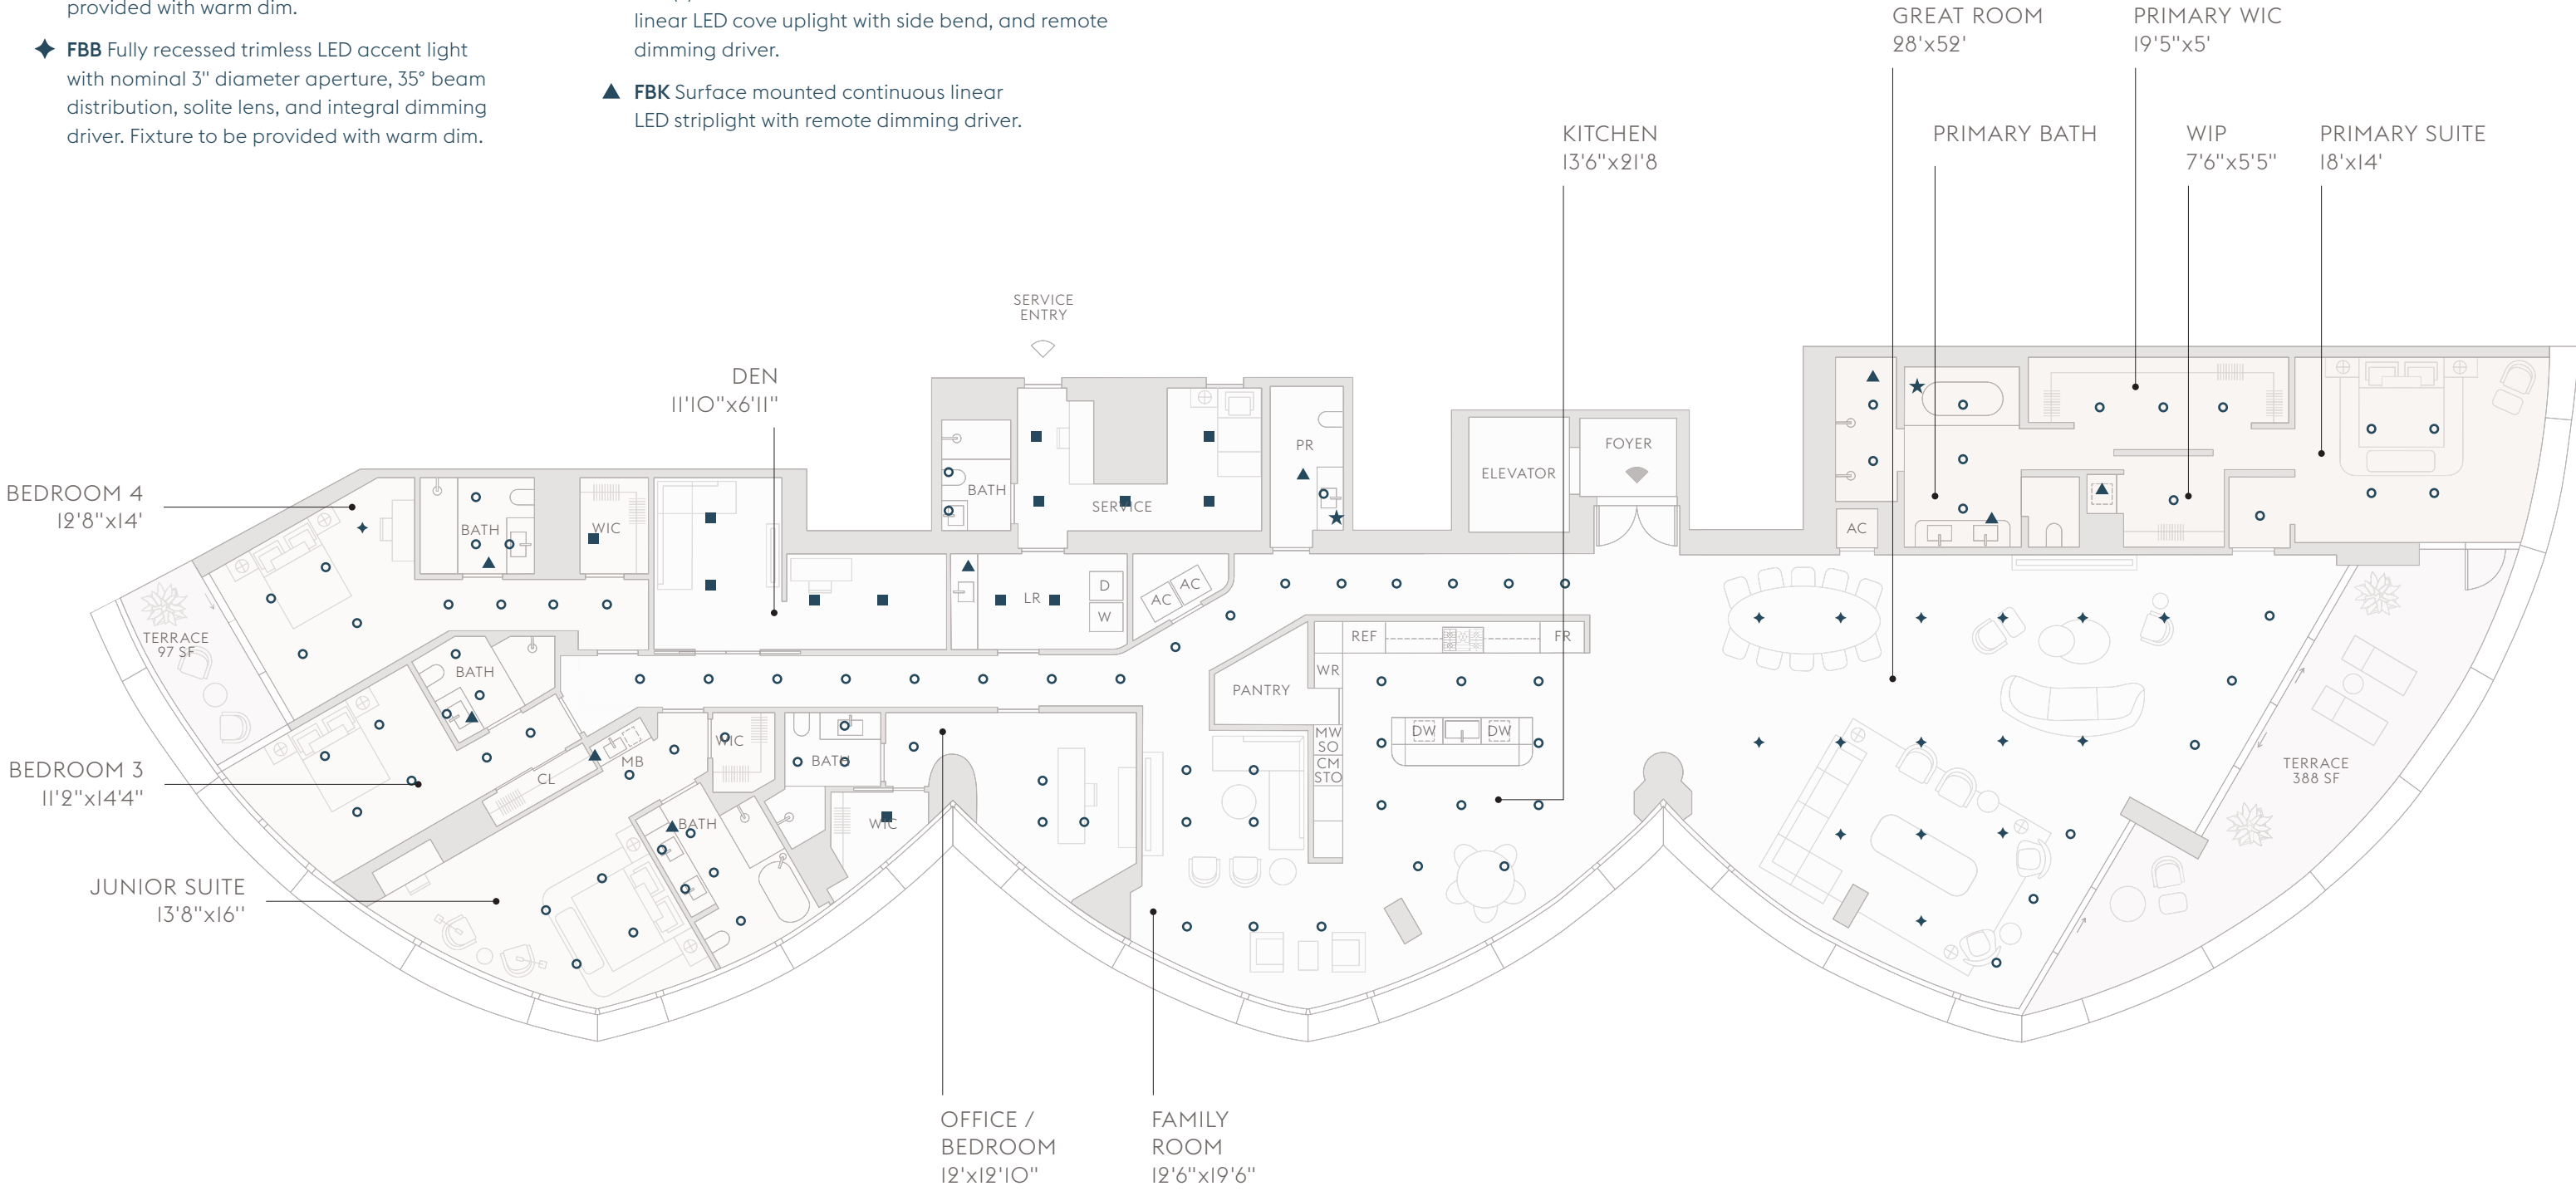 provided with warm dim.
FBB Fully recessed trimless LED accent light
with nominal 3" diameter aperture, 35° beam
distribution, solite lens, and integral dimming
driver. Fixture to be provided with warm dim.
linear LED cove uplight with side bend, and remote
dimming driver.
FBK Surface mounted continuous linear
LED striplight with remote dimming driver.
GREAT ROOM
28'x52'
PRIMARY WIC
19'5"x5'
KITCHEN
13'6"x21'8
PRIMARY BATH
WIP
7'6"x5'5"
PRIMARY SUITE
18'x14'
SERVICE
ENTRY
DEN
11'10"x6'11"
BEDROOM 4
12'8"x14'
BATH
WIC
BATH
SERVICE
PR
ELEVATOR
FOYER
AC
TERRACE
97 SF
LR
D
W
AC
AC
BATH
PANTRY
REF
FR
WR
MW
SO
CM
STO
DW
DW
BEDROOM 3
11'2"x14'4"
CL
MB
WIC
BATH
BATH
WIC
TERRACE
388 SF
JUNIOR SUITE
13'8"x16"
OFFICE /
BEDROOM
12'x12'10"
FAMILY
ROOM
12'6"x19'6"